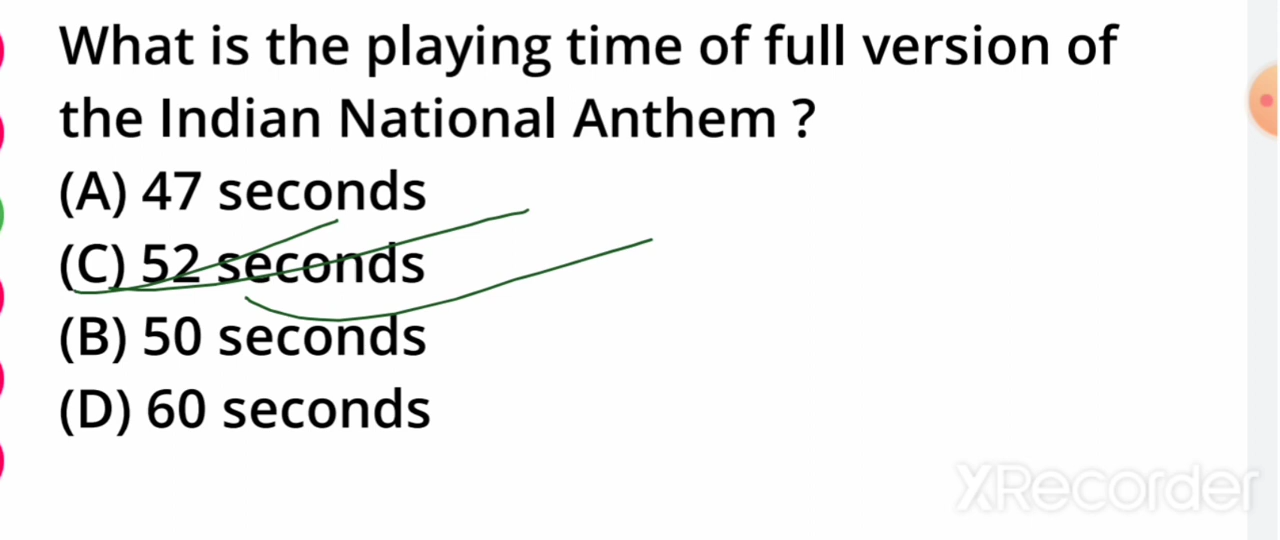 What is the playing time of full version of
the Indian National Anthem ?
(A) 47 seconds
(C) 52 seconds
(B) 50 seconds
(D) 60 seconds
XRecorder